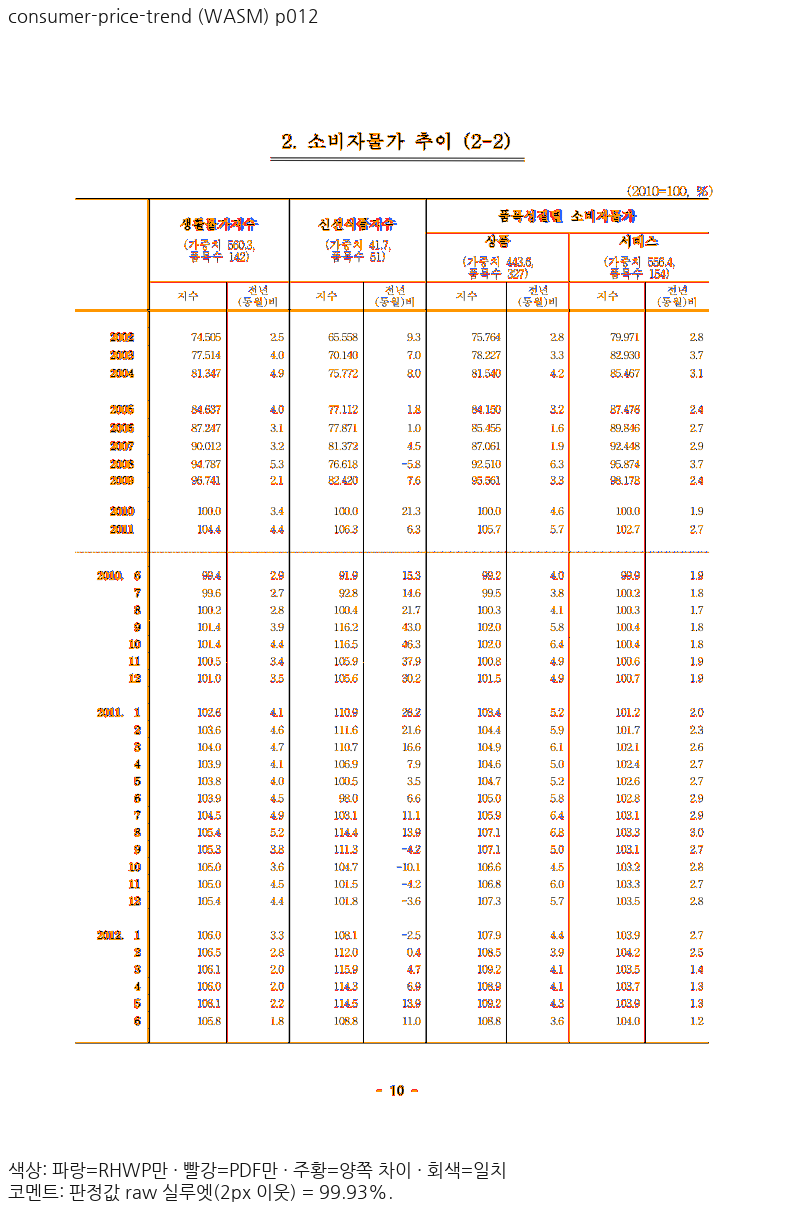 consumer-price-trend (WASM) p012
2. 소비자물가 추이 (2-2)
(2010=100, %)
생활물가지수 신선식품지수 품목성질별 소비자물가
(가중치 560.3, 품목수 142) (가중치 41.7, 품목수 51) 상품 (가중치 443.6, 품목수 327) 서비스 (가중치 556.4, 품목수 154)
지수 전년(동월)비 지수 전년(동월)비 지수 전년(동월)비 지수 전년(동월)비
2002 74.505 2.5 65.558 9.3 75.764 2.8 79.971 2.8
2003 77.514 4.0 70.140 7.0 78.227 3.3 82.930 3.7
2004 81.347 4.9 75.772 8.0 81.540 4.2 85.467 3.1
2005 84.637 4.0 77.112 1.8 84.150 3.2 87.476 2.4
2006 87.247 3.1 77.871 1.0 85.455 1.6 89.846 2.7
2007 90.012 3.2 81.372 4.5 87.061 1.9 92.448 2.9
2008 94.787 5.3 76.618 -5.8 92.510 6.3 95.874 3.7
2009 96.741 2.1 82.420 7.6 95.561 3.3 98.178 2.4
2010 100.0 3.4 100.0 21.3 100.0 4.6 100.0 1.9
2011 104.4 4.4 106.3 6.3 105.7 5.7 102.7 2.7
2010. 6 99.4 2.9 91.9 15.3 99.2 4.0 99.9 1.9
7 99.6 2.7 92.8 14.6 99.5 3.8 100.2 1.8
8 100.2 2.8 100.4 21.7 100.3 4.1 100.3 1.7
9 101.4 3.9 116.2 43.0 102.0 5.8 100.4 1.8
10 101.4 4.4 116.5 46.3 102.0 6.4 100.4 1.8
11 100.5 3.4 105.9 37.9 100.8 4.9 100.6 1.9
12 101.0 3.5 105.6 30.2 101.5 4.9 100.7 1.9
2011. 1 102.6 4.1 110.9 28.2 103.4 5.2 101.2 2.0
2 103.6 4.6 111.6 21.6 104.4 5.9 101.7 2.3
3 104.0 4.7 110.7 16.6 104.9 6.1 102.1 2.6
4 103.9 4.1 106.9 7.9 104.6 5.0 102.4 2.7
5 103.8 4.0 100.5 3.5 104.7 5.2 102.6 2.7
6 103.9 4.5 98.0 6.6 105.0 5.8 102.8 2.9
7 104.5 4.9 103.1 11.1 105.9 6.4 103.1 2.9
8 105.4 5.2 114.4 13.9 107.1 6.8 103.3 3.0
9 105.3 3.8 111.3 -4.2 107.1 5.0 103.1 2.7
10 105.0 3.6 104.7 -10.1 106.6 4.5 103.2 2.8
11 105.0 4.5 101.5 -4.2 106.8 6.0 103.3 2.7
12 105.4 4.4 101.8 -3.6 107.3 5.7 103.5 2.8
2012. 1 106.0 3.3 108.1 -2.5 107.9 4.4 103.9 2.7
2 106.5 2.8 112.0 0.4 108.5 3.9 104.2 2.5
3 106.1 2.0 115.9 4.7 109.2 4.1 103.5 1.4
4 106.0 2.0 114.3 6.9 108.9 4.1 103.7 1.3
5 106.1 2.2 114.5 13.9 109.2 4.3 103.9 1.3
6 105.8 1.8 108.8 11.0 108.8 3.6 104.0 1.2
- 10 -
색상: 파랑=RHWP만 · 빨강=PDF만 · 주황=양쪽 차이 · 회색=일치
코멘트: 판정값 raw 실루엣(2px 이웃) = 99.93%.